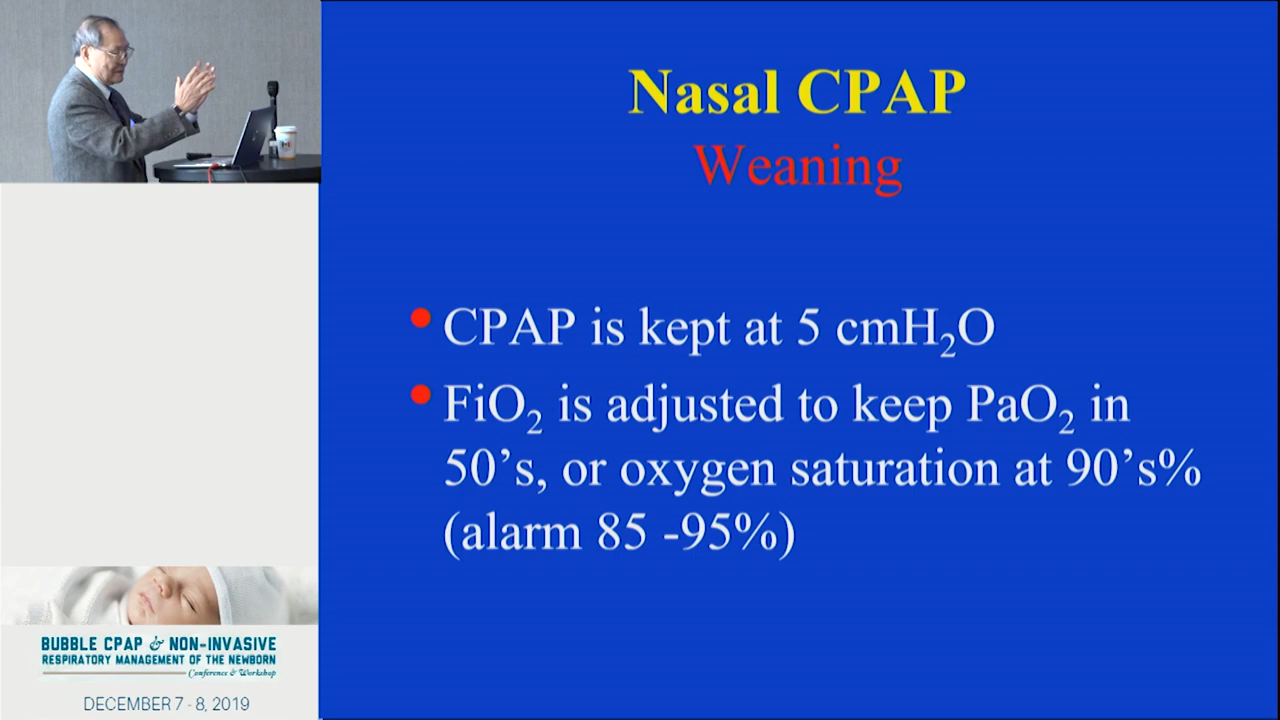 Nasal CPAP
Weaning
• CPAP is kept at 5 cmH₂O
• FiO₂ is adjusted to keep PaO₂ in
50’s, or oxygen saturation at 90’s%
(alarm 85 -95%)
BUBBLE CPAP & NON-INVASIVE
RESPIRATORY MANAGEMENT OF THE NEWBORN
Conference & Workshop
DECEMBER 7 - 8, 2019